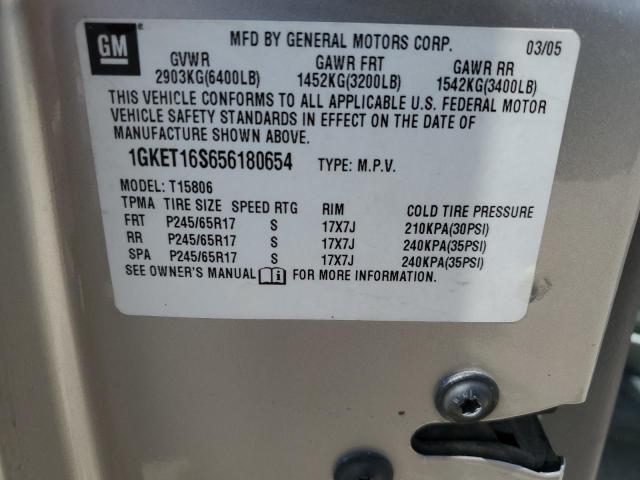 GM
MFD BY GENERAL MOTORS CORP. 03/05
GVWR GAWR FRT GAWR RR
2903KG(6400LB) 1452KG(3200LB) 1542KG(3400LB)
THIS VEHICLE CONFORMS TO ALL APPLICABLE U.S. FEDERAL MOTOR
VEHICLE SAFETY STANDARDS IN EFFECT ON THE DATE OF
MANUFACTURE SHOWN ABOVE.
1GKET16S656180654 TYPE: M.P.V.
MODEL: T15806
TPMA TIRE SIZE SPEED RTG RIM COLD TIRE PRESSURE
FRT P245/65R17 S 17X7J 210KPA(30PSI)
RR P245/65R17 S 17X7J 240KPA(35PSI)
SPA P245/65R17 S 17X7J 240KPA(35PSI)
SEE OWNER'S MANUAL FOR MORE INFORMATION.